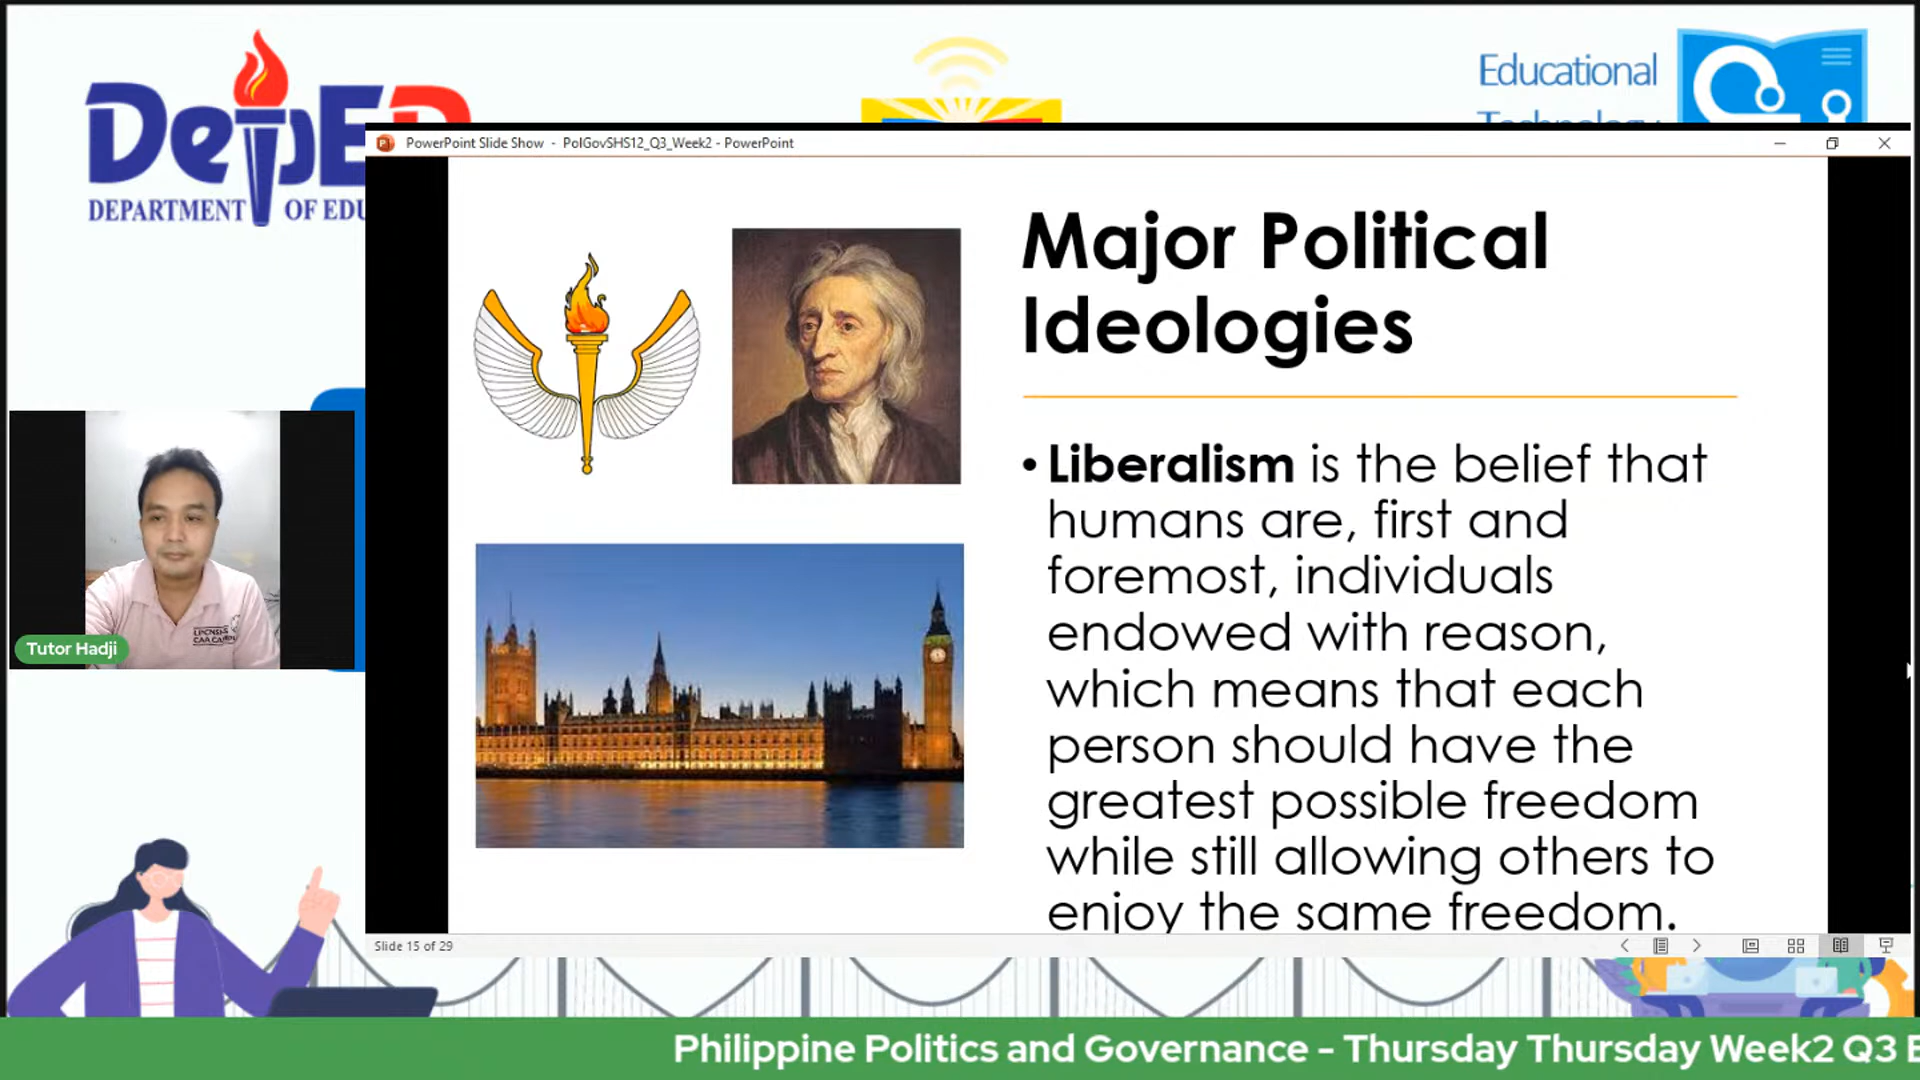 DepED
DEPARTMENT OF EDU
Educational
Technology
PowerPoint Slide Show - PolGovSHS12_Q3_Week2 - PowerPoint
Major Political
Ideologies
• Liberalism is the belief that
humans are, first and
foremost, individuals
endowed with reason,
which means that each
person should have the
greatest possible freedom
while still allowing others to
enjoy the same freedom.
Tutor Hadji
Slide 15 of 29
Philippine Politics and Governance - Thursday Thursday Week2 Q3